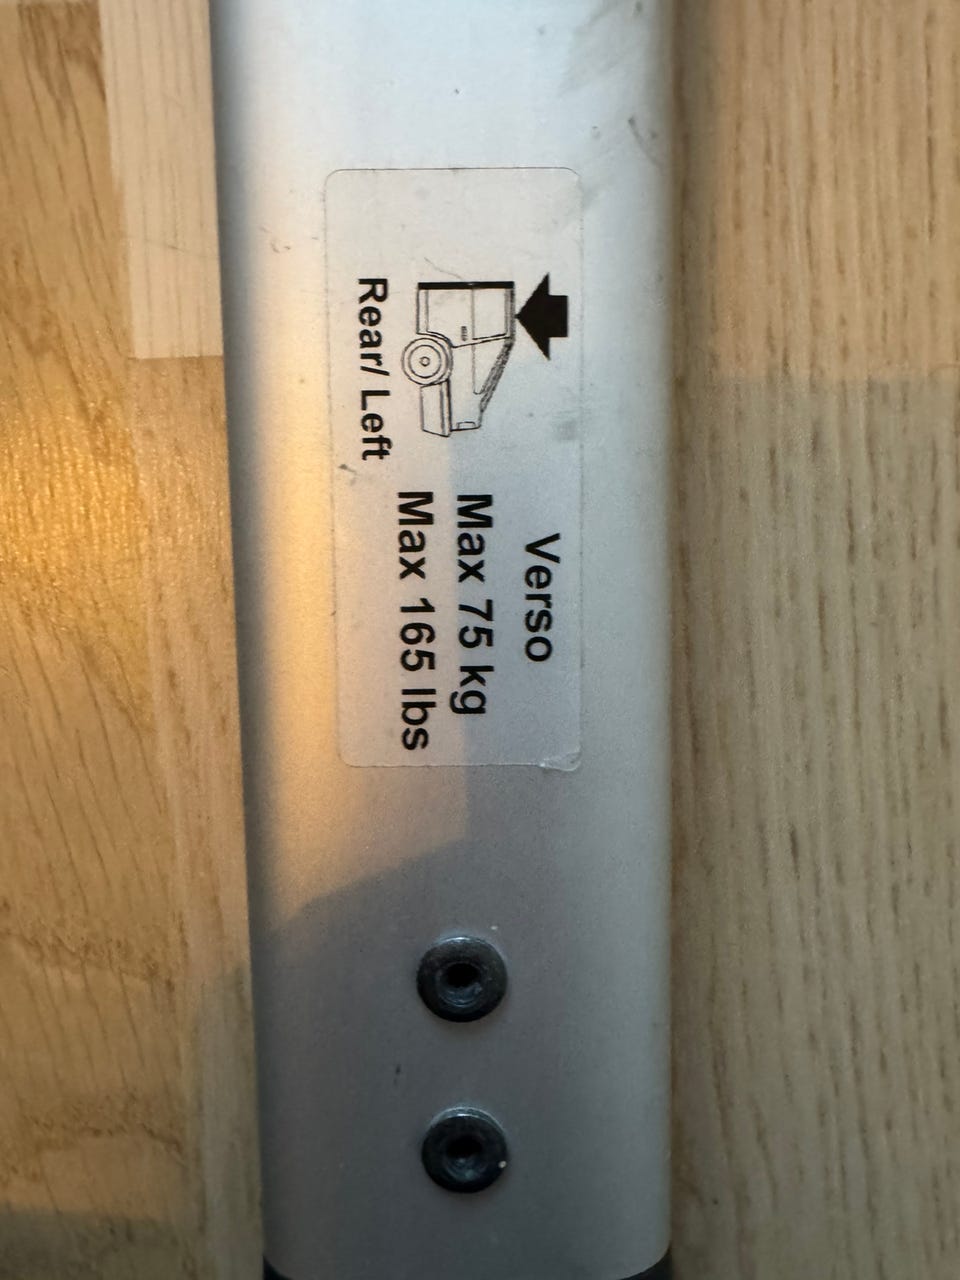 Verso
Max 75 kg
Max 165 lbs
Rear/ Left